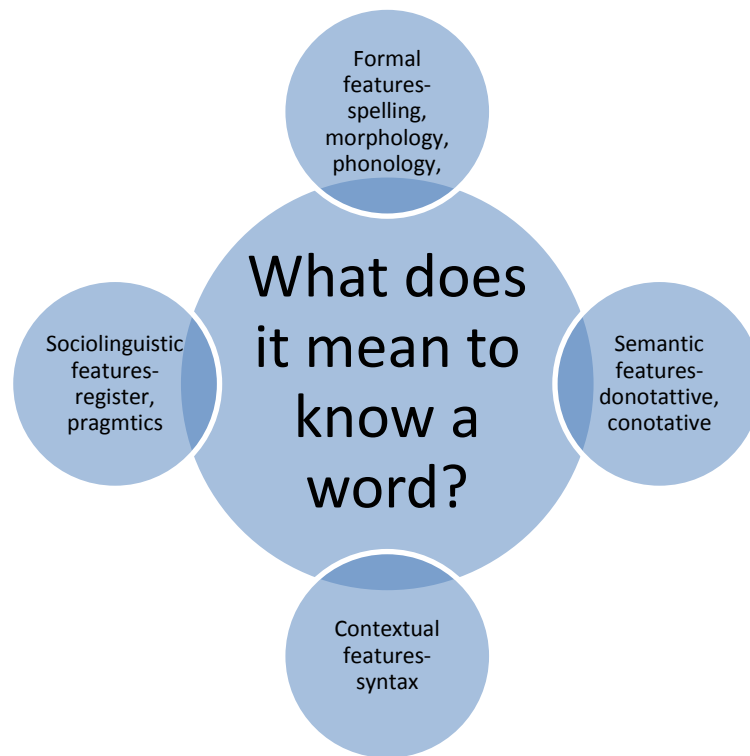 Formal
features-
spelling,
morphology,
phonology,
What does
it mean to
know a
word?
Sociolinguistic
features-
register,
pragmtics
Semantic
features-
donotattive,
conotative
Contextual
features-
syntax